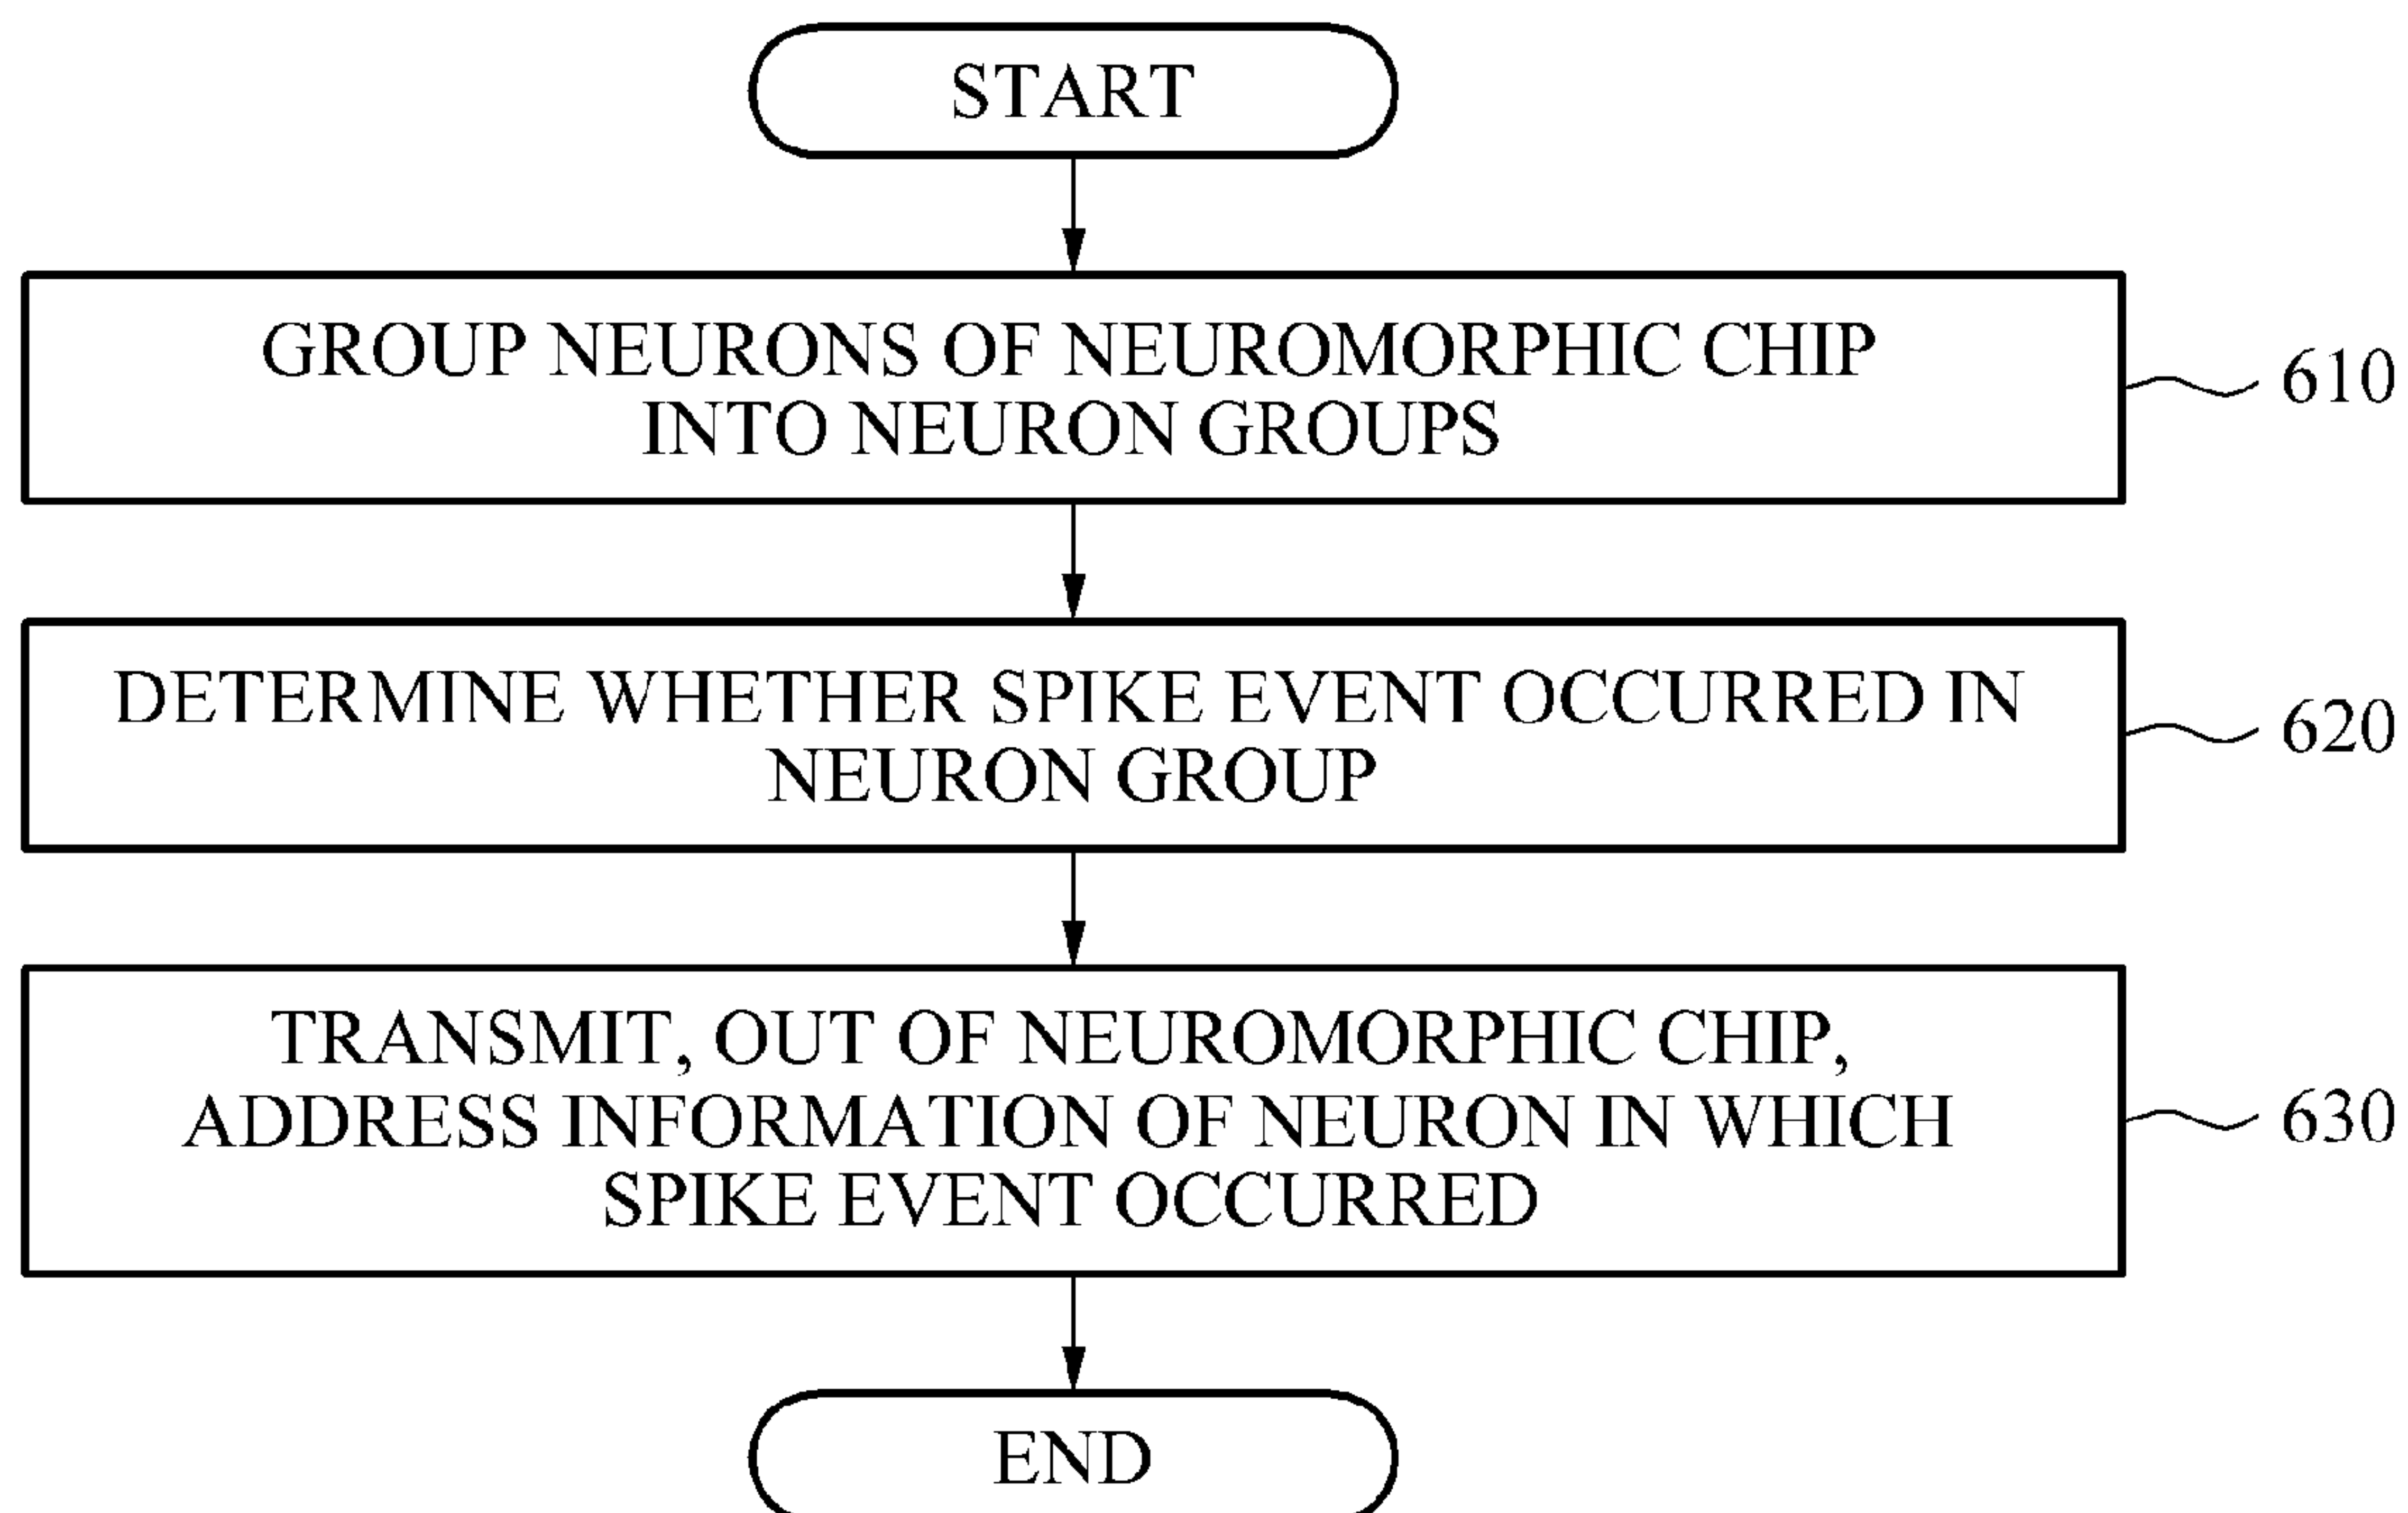 START
GROUP NEURONS OF NEUROMORPHIC CHIP
INTO NEURON GROUPS
610
DETERMINE WHETHER SPIKE EVENT OCCURRED IN
NEURON GROUP
620
TRANSMIT, OUT OF NEUROMORPHIC CHIP,
ADDRESS INFORMATION OF NEURON IN WHICH
SPIKE EVENT OCCURRED
630
END